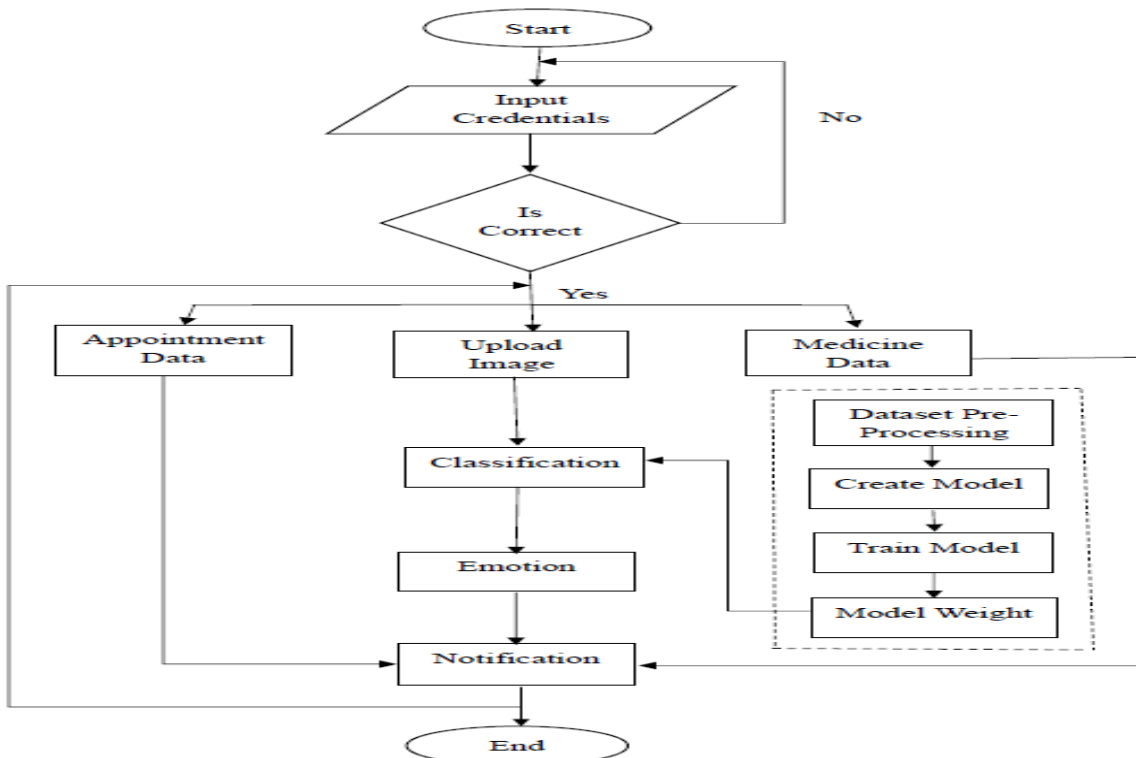 Start
Input
Credentials
No
Is
Correct
Yes
Appointment
Data
Upload
Image
Medicine
Data
Dataset Pre-
Processing
Classification
Create Model
Train Model
Emotion
Model Weight
Notification
End